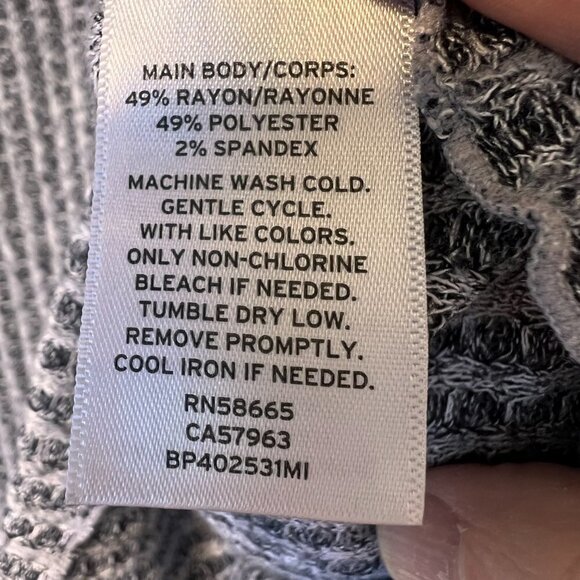 MAIN BODY/CORPS:
49% RAYON/RAYONNE
49% POLYESTER
2% SPANDEX
MACHINE WASH COLD.
GENTLE CYCLE.
WITH LIKE COLORS.
ONLY NON-CHLORINE
BLEACH IF NEEDED.
TUMBLE DRY LOW.
REMOVE PROMPTLY.
COOL IRON IF NEEDED.
RN58665
CA57963
BP402531MI